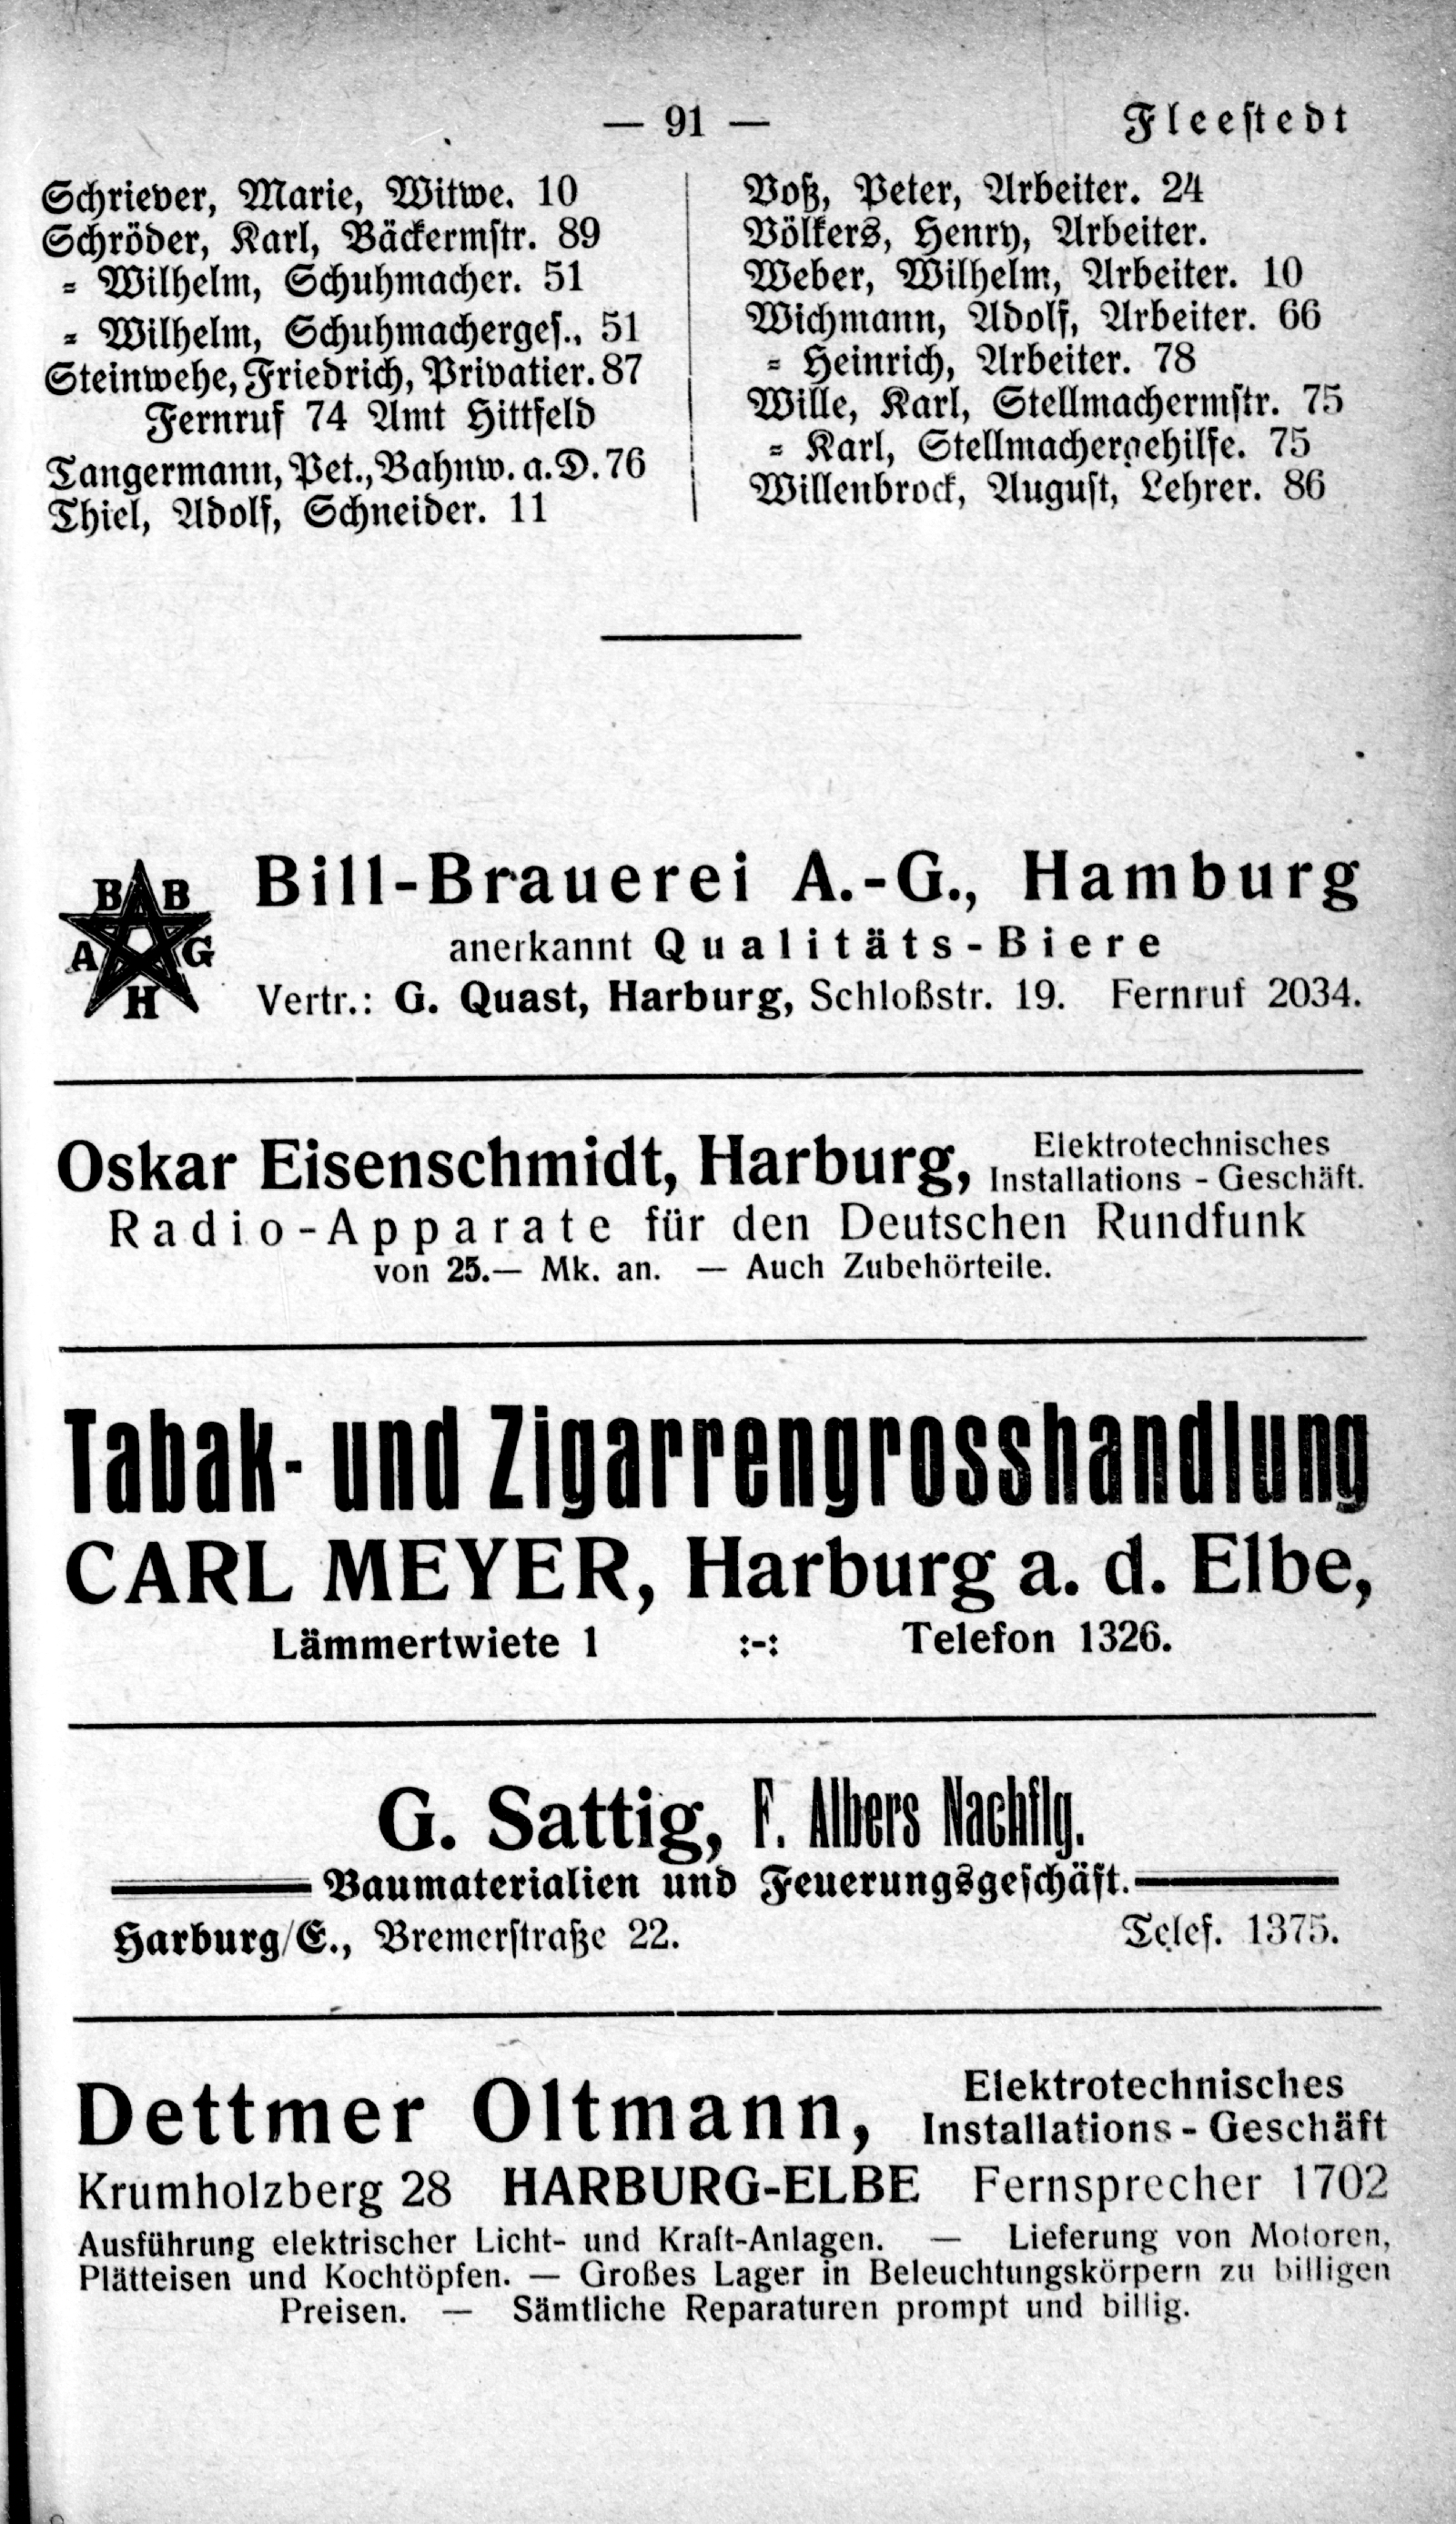 — 91 — Fleestedt
Schriever, Marie, Witwe. 10
Schröder, Karl, Bäckermstr. 89
= Wilhelm, Schuhmacher. 51
= Wilhelm, Schuhmacherges., 51
Steinwehe, Friedrich, Privatier. 87
Fernruf 74 Amt Hittfeld
Tangermann, Pet., Bahnw. a. D. 76
Thiel, Adolf, Schneider. 11
Voß, Peter, Arbeiter. 24
Völkers, Henry, Arbeiter.
Weber, Wilhelm, Arbeiter. 10
Wichmann, Adolf, Arbeiter. 66
= Heinrich, Arbeiter. 78
Wille, Karl, Stellmachermstr. 75
= Karl, Stellmachergehilfe. 75
Willenbrock, August, Lehrer. 86
B B
A G
H
Bill-Brauerei A.-G., Hamburg
anerkannt Qualitäts-Biere
Vertr.: G. Quast, Harburg, Schloßstr. 19. Fernruf 2034.
Oskar Eisenschmidt, Harburg, Elektrotechnisches
Installations - Geschäft.
Radio-Apparate für den Deutschen Rundfunk
von 25.— Mk. an. — Auch Zubehörteile.
Tabak- und Zigarrengrosshandlung
CARL MEYER, Harburg a. d. Elbe,
Lämmertwiete 1 :-: Telefon 1326.
G. Sattig, F. Albers Nachflg.
Baumaterialien und Feuerungsgeschäft.
Harburg/E., Bremerstraße 22. Telef. 1375.
Dettmer Oltmann, Elektrotechnisches
Installations - Geschäft
Krumholzberg 28 HARBURG-ELBE Fernsprecher 1702
Ausführung elektrischer Licht- und Kraft-Anlagen. — Lieferung von Motoren,
Plätteisen und Kochtöpfen. — Großes Lager in Beleuchtungskörpern zu billigen
Preisen. — Sämtliche Reparaturen prompt und billig.